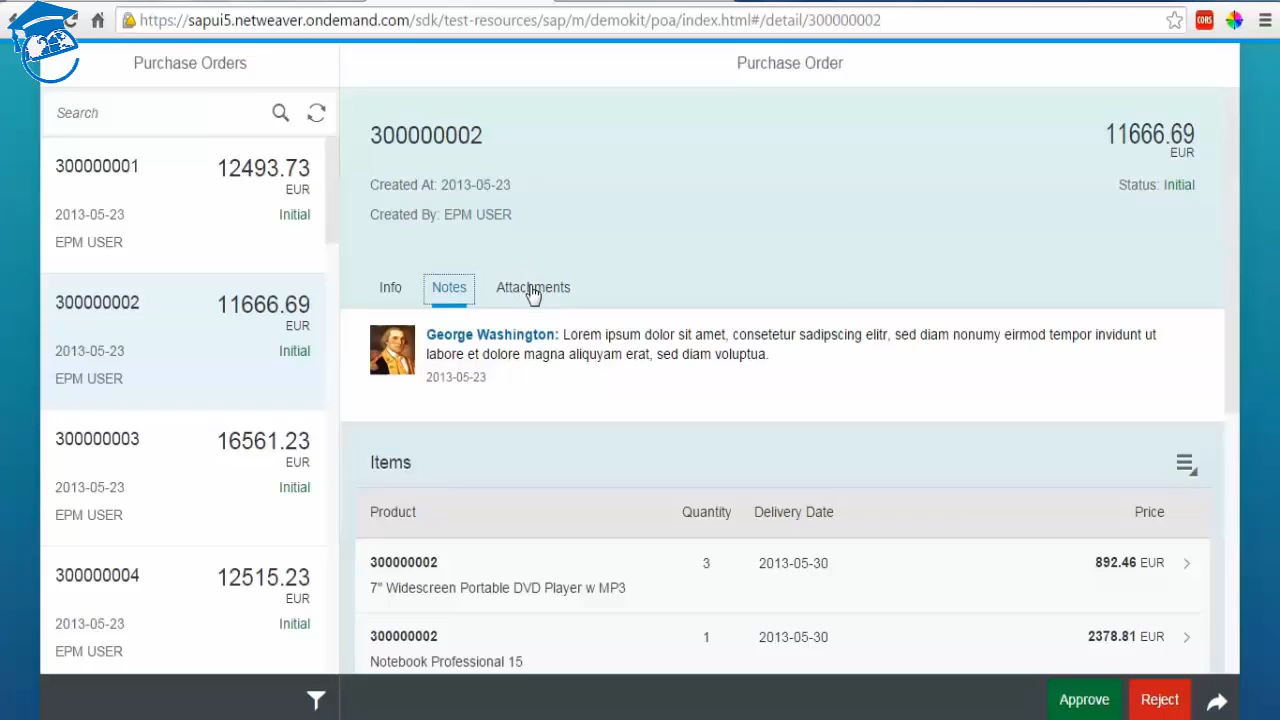 https://sapui5.netweaver.ondemand.com/sdk/test-resources/sap/m/demokit/poa/index.html#/detail/300000002
CORS
Purchase Orders
Search
300000001 12493.73
EUR
2013-05-23 Initial
EPM USER
300000002 11666.69
EUR
2013-05-23 Initial
EPM USER
300000003 16561.23
EUR
2013-05-23 Initial
EPM USER
300000004 12515.23
EUR
2013-05-23 Initial
EPM USER
Purchase Order
300000002 11666.69
EUR
Created At: 2013-05-23 Status: Initial
Created By: EPM USER
Info Notes Attachments
George Washington: Lorem ipsum dolor sit amet, consetetur sadipscing elitr, sed diam nonumy eirmod tempor invidunt ut
labore et dolore magna aliquyam erat, sed diam voluptua.
2013-05-23
Items
Product Quantity Delivery Date Price
300000002 3 2013-05-30 892.46 EUR
7" Widescreen Portable DVD Player w MP3
300000002 1 2013-05-30 2378.81 EUR
Notebook Professional 15
Approve Reject